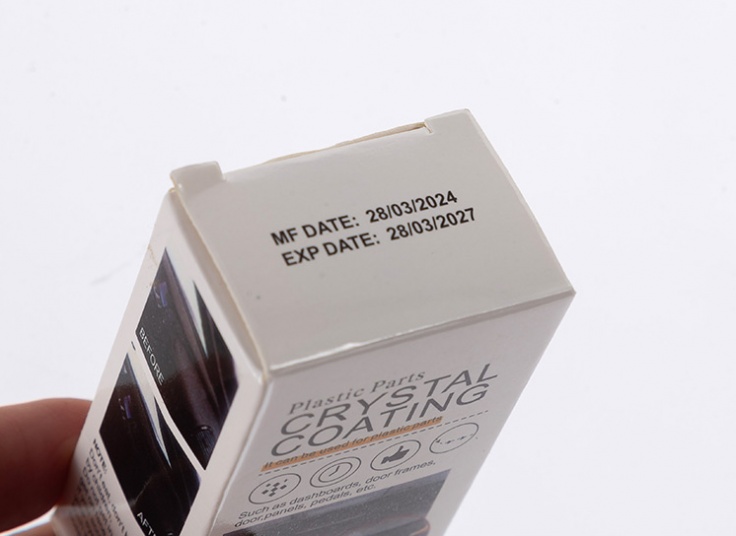 MF DATE: 28/03/2024
EXP DATE: 28/03/2027
Plastic Parts
CRYSTAL
COATING
It can be used for plastic parts
Such as dashboards, door frames,
door,panels, pedals, etc.
BEFORE
NOTE: